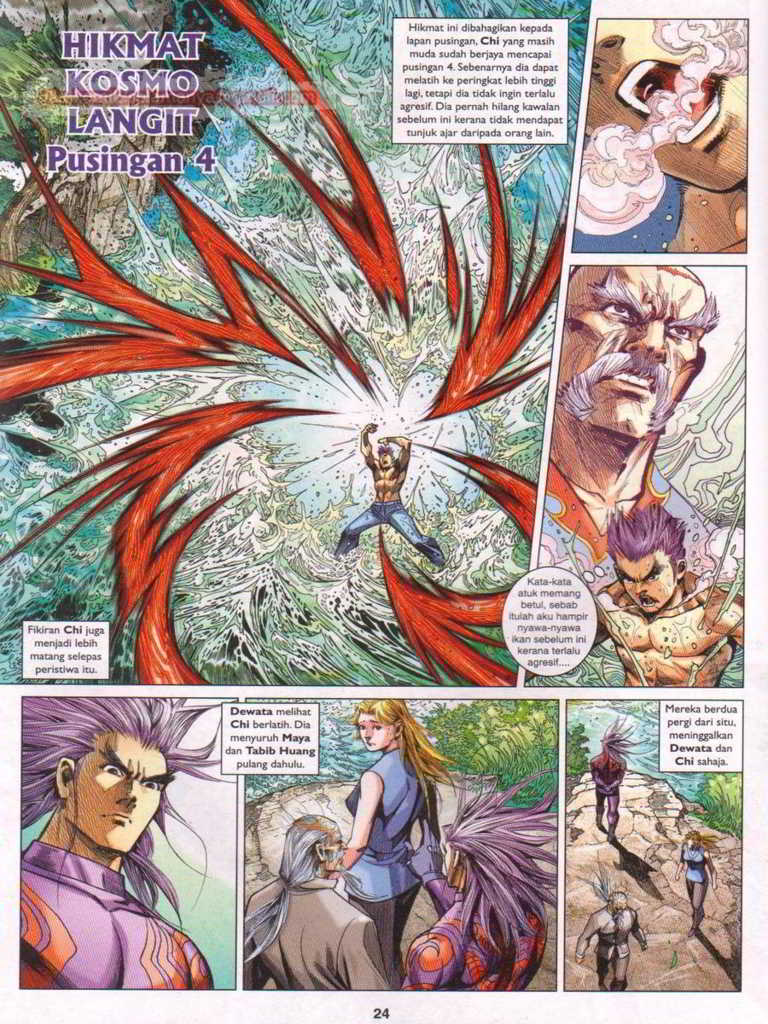 HIKMAT
KOSMO
LANGIT
Pusingan 4
Hikmat ini dibahagikan kepada
lapan pusingan, Chi yang masih
muda sudah berjaya mencapai
pusingan 4. Sebenarnya dia dapat
melatih ke peringkat lebih tinggi
lagi, tetapi dia tidak ingin terlalu
agresif. Dia pernah hilang kawalan
sebelum ini kerana tidak mendapat
tunjuk ajar daripada orang lain.
Kata-kata
atuk memang
betul, sebab
itulah aku hampir
nyawa-nyawa
ikan sebelum ini
kerana terlalu
agresif....
Fikiran Chi juga
menjadi lebih
matang selepas
peristiwa itu.
Dewata melihat
Chi berlatih. Dia
menyuruh Maya
dan Tabib Huang
pulang dahulu.
Mereka berdua
pergi dari situ,
meninggalkan
Dewata dan
Chi sahaja.
24